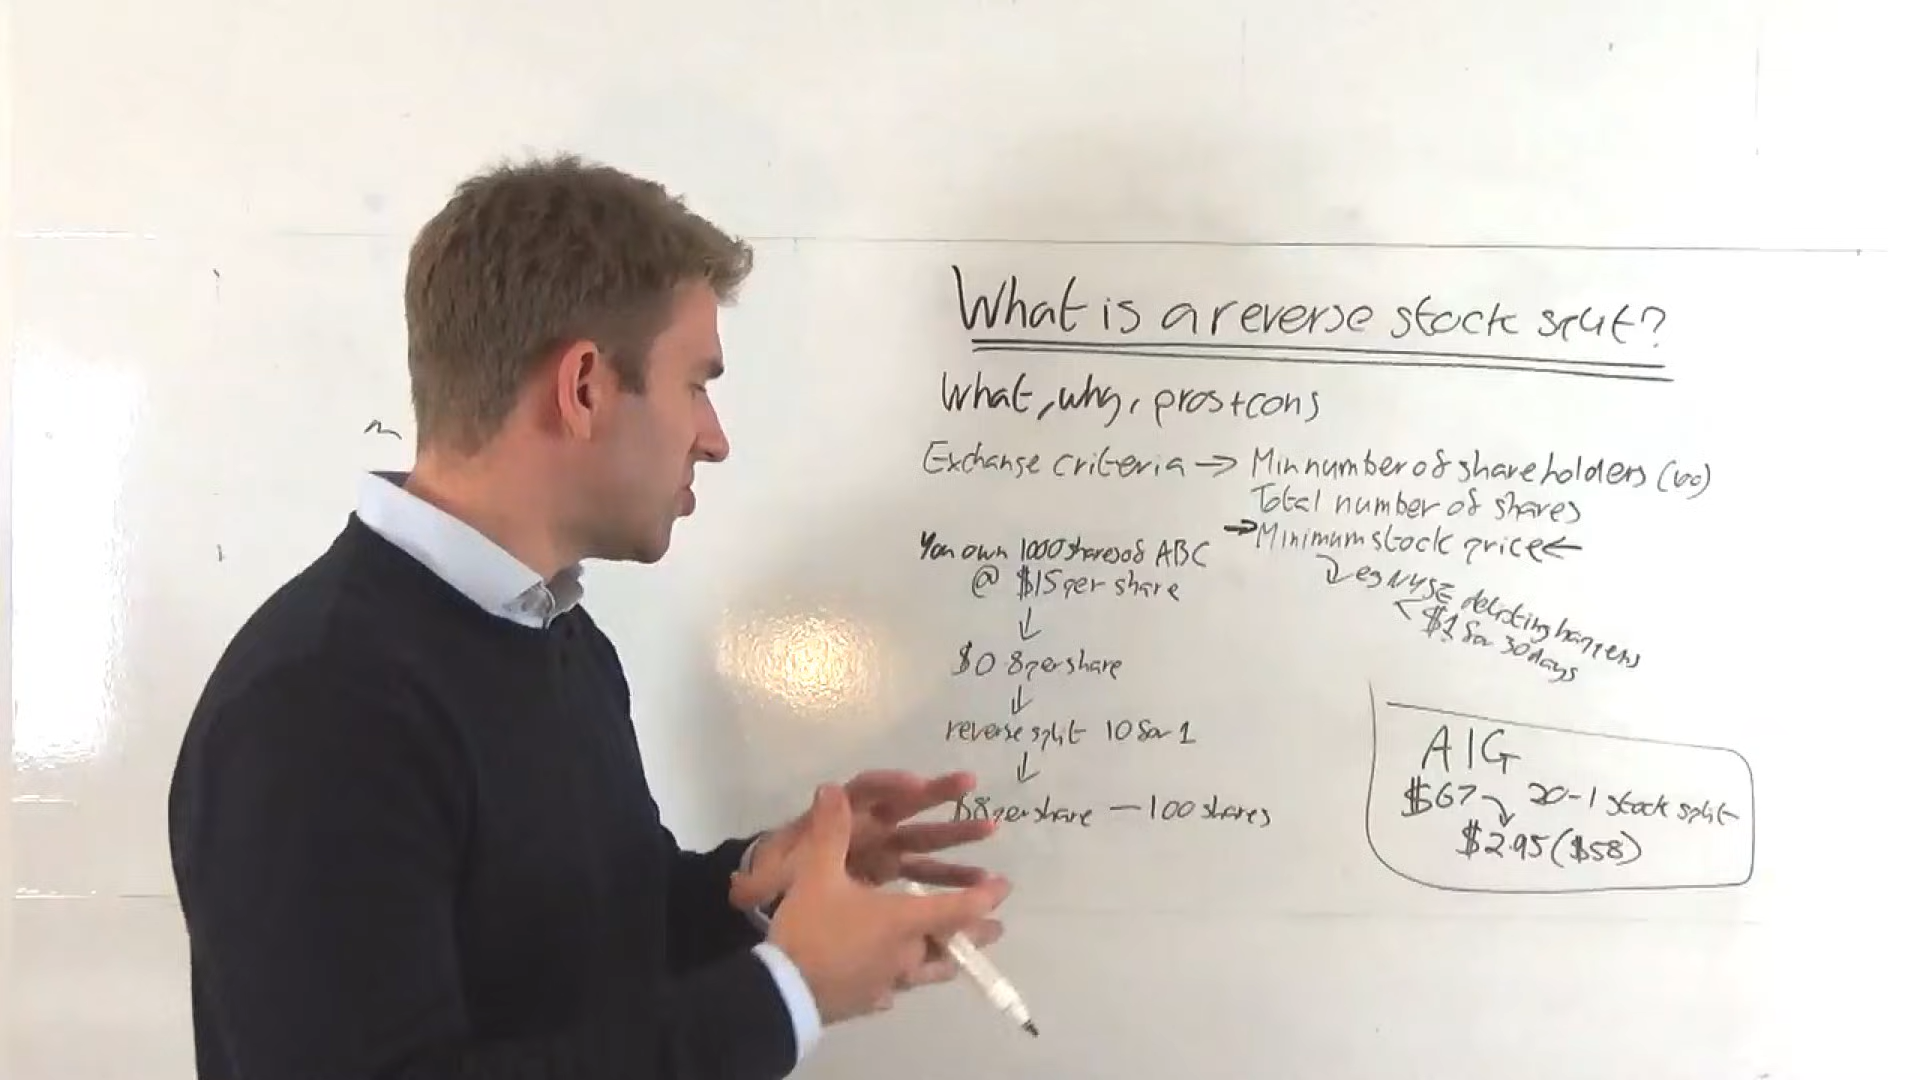 What is a reverse stock split?
What, why, pros + cons
Exchange criteria → Min number of shareholders
Total number of shares
→ Minimum stock price ←
eg NYSE delisting happens
< $1 for 30 days
You own 1000 shares of ABC
@ $15 per share
↓
$0.8 per share
↓
reverse split 10 for 1
↓
$8 per share — 100 shares
AIG
$67 → 20-1 stock split
$2.95 ($58)